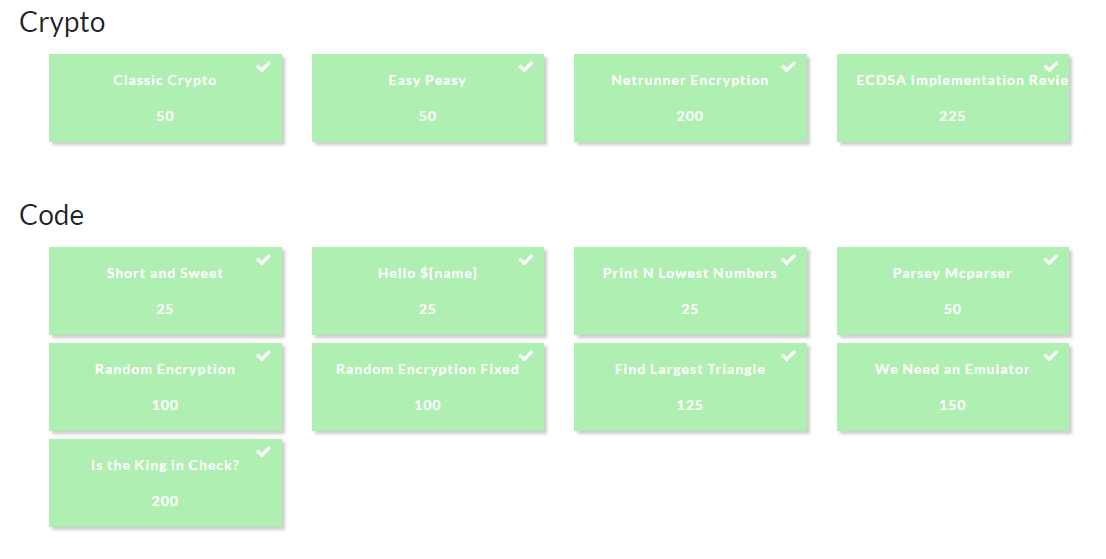 Crypto
Classic Crypto
50
Easy Peasy
50
Netrunner Encryption
200
ECDSA Implementation Revie
225
Code
Short and Sweet
25
Hello ${name}
25
Print N Lowest Numbers
25
Parsey Mcparser
50
Random Encryption
100
Random Encryption Fixed
100
Find Largest Triangle
125
We Need an Emulator
150
Is the King in Check?
200